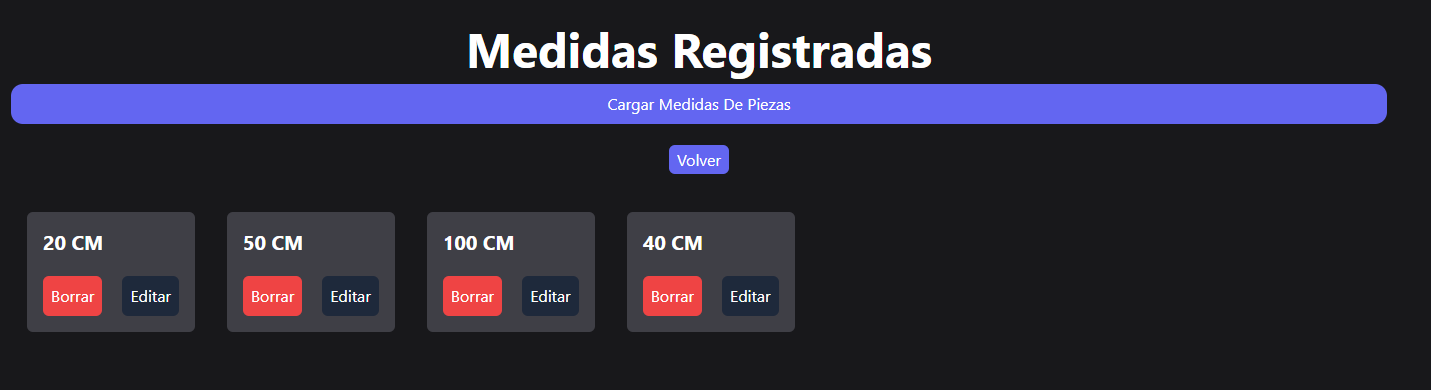 Medidas Registradas
Cargar Medidas De Piezas
Volver
20 CM
Borrar Editar
50 CM
Borrar Editar
100 CM
Borrar Editar
40 CM
Borrar Editar